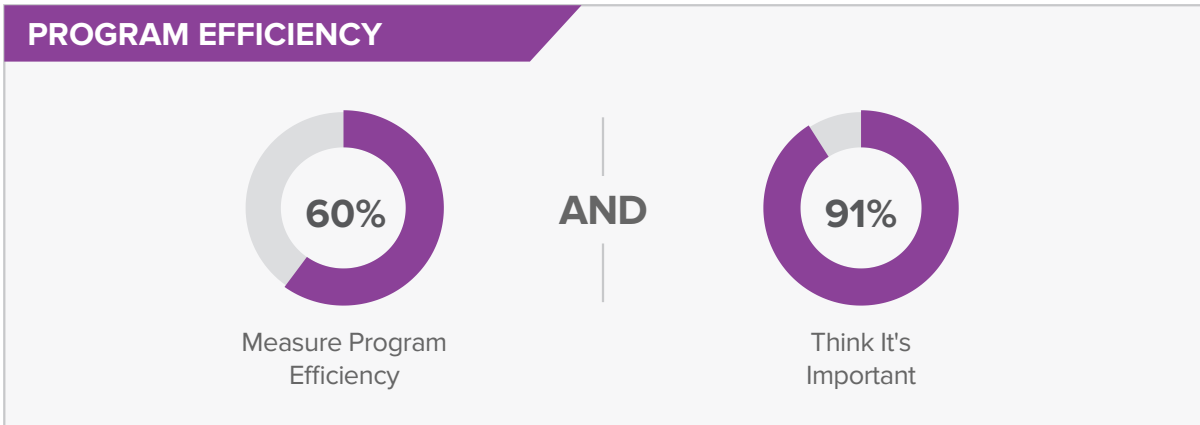 PROGRAM EFFICIENCY
60%
AND
91%
Measure Program
Efficiency
Think It's
Important